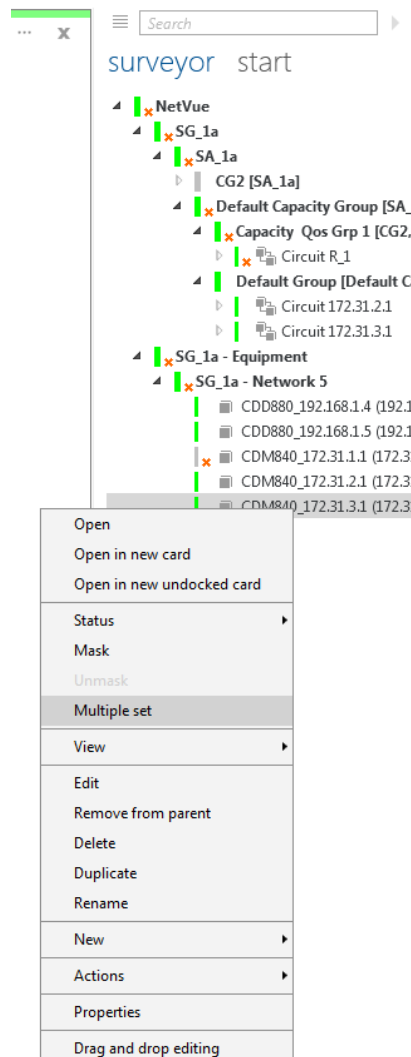 ... x
Search
surveyor start
NetVue
SG_1a
SA_1a
CG2 [SA_1a]
Default Capacity Group [SA_
Capacity Qos Grp 1 [CG2,
Circuit R_1
Default Group [Default Ca
Circuit 172.31.2.1
Circuit 172.31.3.1
SG_1a - Equipment
SG_1a - Network 5
CDD880_192.168.1.4 (192.1
CDD880_192.168.1.5 (192.1
CDM840_172.31.1.1 (172.3
CDM840_172.31.2.1 (172.3
CDM840_172.31.3.1 (172.3
Open
Open in new card
Open in new undocked card
Status
Mask
Unmask
Multiple set
View
Edit
Remove from parent
Delete
Duplicate
Rename
New
Actions
Properties
Drag and drop editing